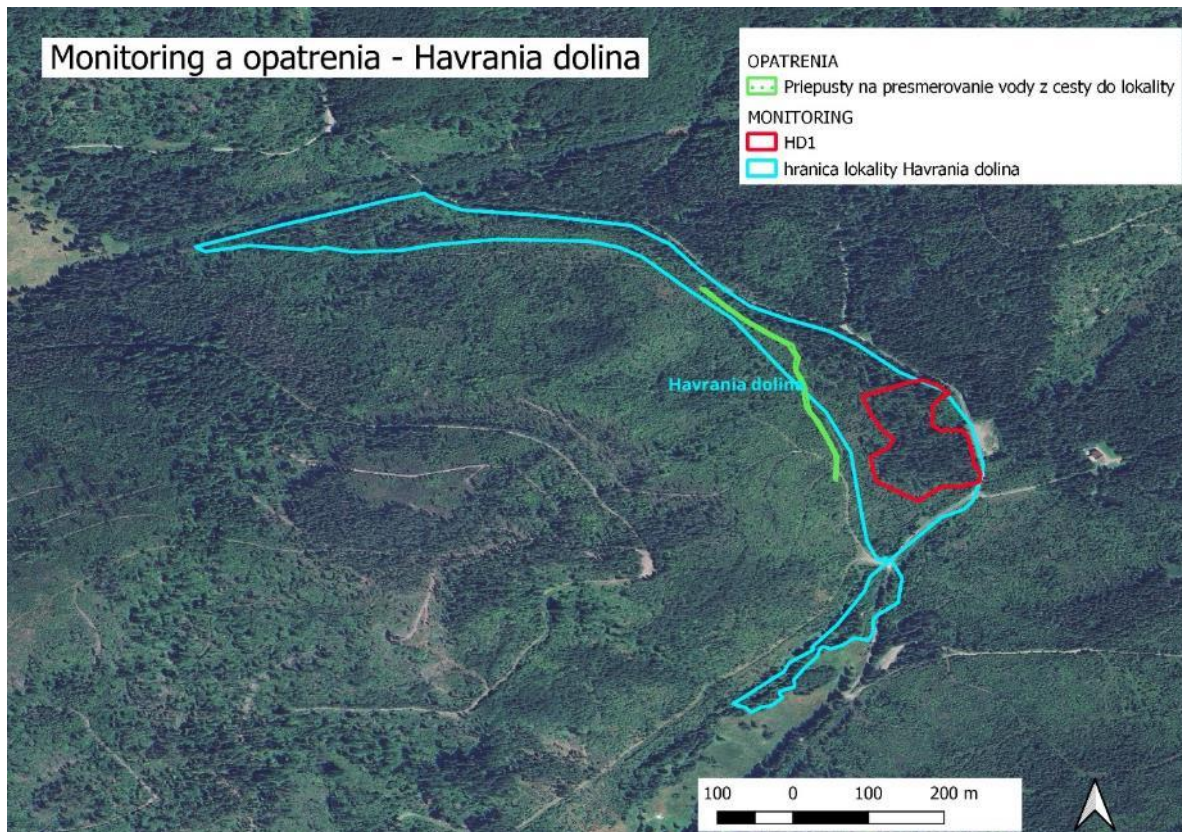 Monitoring a opatrenia - Havrania dolina
OPATRENIA
Priepusty na presmerovanie vody z cesty do lokality
MONITORING
HD1
hranica lokality Havrania dolina
Havrania dolina
100 0 100 200 m